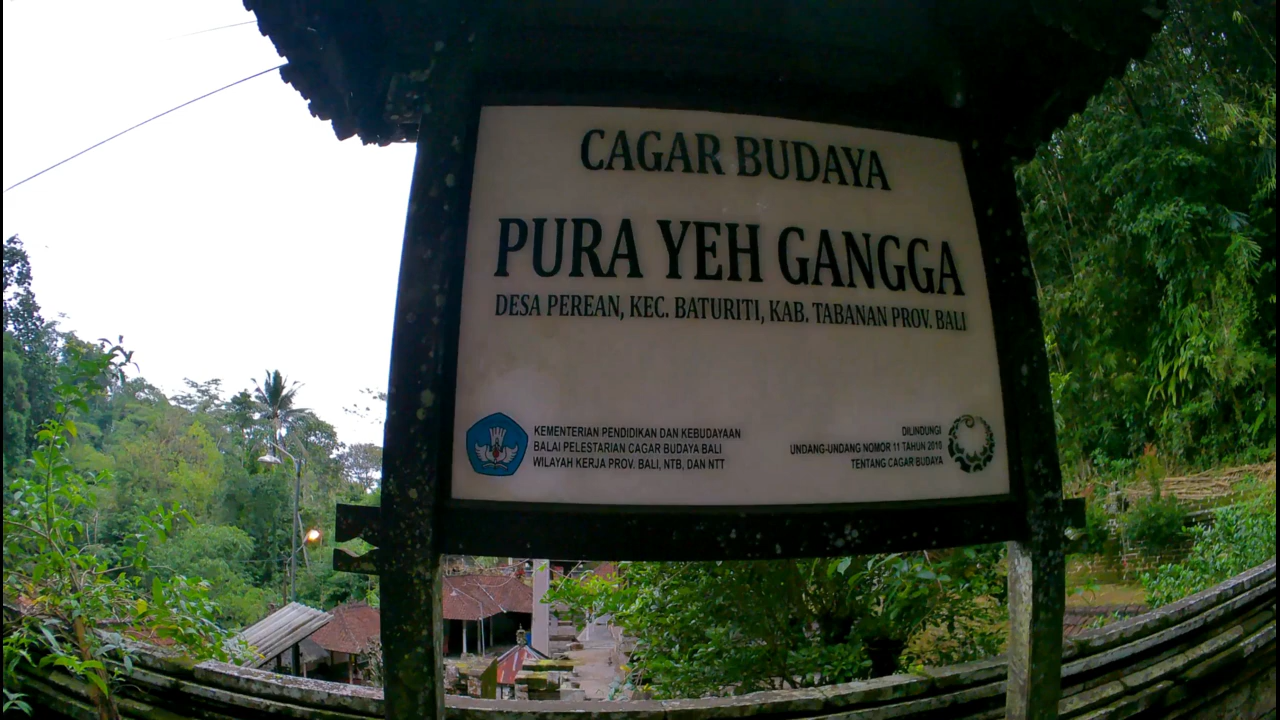 CAGAR BUDAYA
PURA YEH GANGGA
DESA PEREAN, KEC. BATURITI, KAB. TABANAN PROV. BALI
KEMENTERIAN PENDIDIKAN DAN KEBUDAYAAN
BALAI PELESTARIAN CAGAR BUDAYA BALI
WILAYAH KERJA PROV. BALI, NTB, DAN NTT
DILINDUNGI
UNDANG-UNDANG NOMOR 11 TAHUN 2010
TENTANG CAGAR BUDAYA